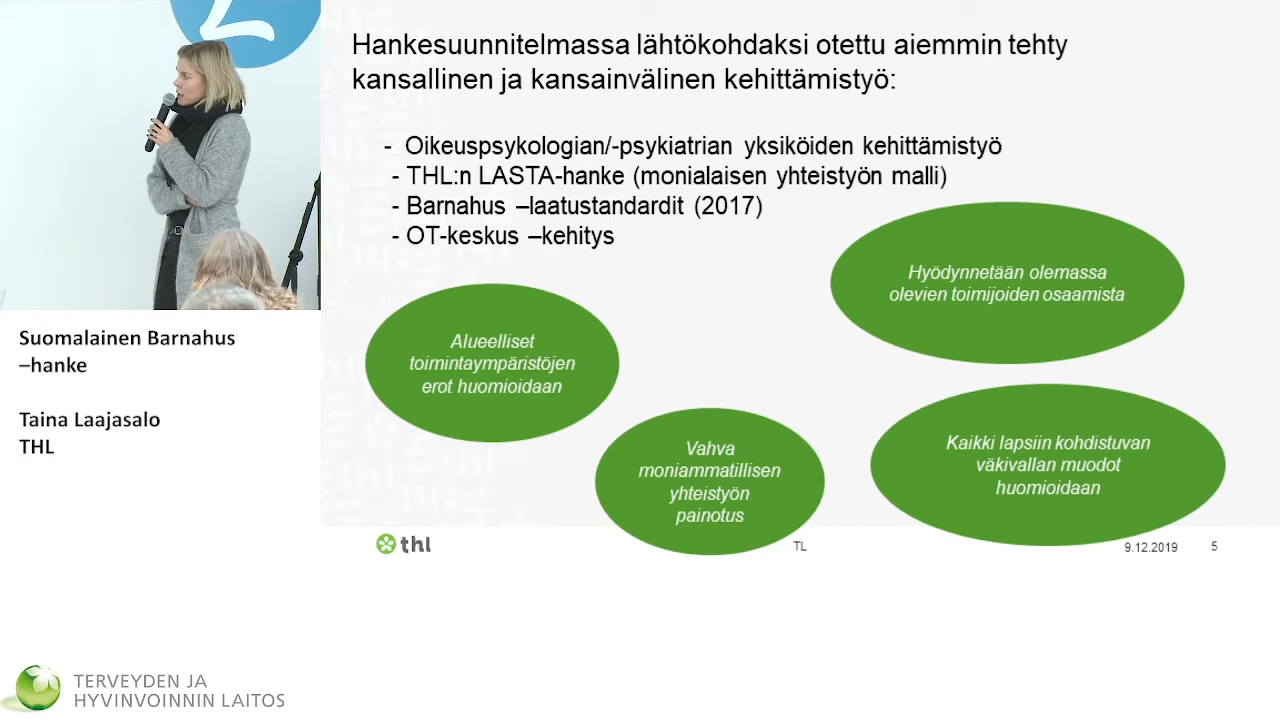 Hankesuunnitelmassa lähtökohdaksi otettu aiemmin tehty
kansallinen ja kansainvälinen kehittämistyö:
- Oikeuspsykologian/-psykiatrian yksiköiden kehittämistyö
- THL:n LASTA-hanke (monialaisen yhteistyön malli)
- Barnahus –laatustandardit (2017)
- OT-keskus –kehitys
Hyödynnetään olemassa
olevien toimijoiden osaamista
Alueelliset
toimintaympäristöjen
erot huomioidaan
Vahva
moniammatillisen
yhteistyön
painotus
Kaikki lapsiin kohdistuvan
väkivallan muodot
huomioidaan
thl
TL
9.12.2019
5
Suomalainen Barnahus
–hanke
Taina Laajasalo
THL
TERVEYDEN JA
HYVINVOINNIN LAITOS